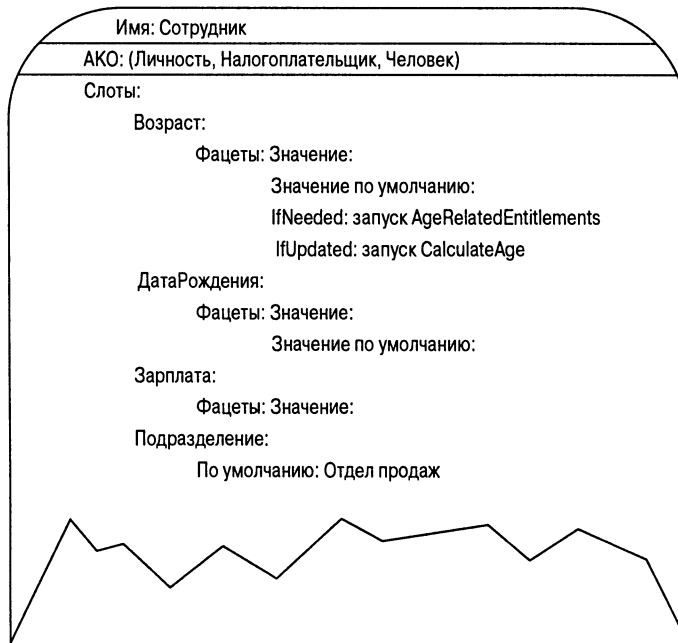 Имя: Сотрудник
АКО: (Личность, Налогоплательщик, Человек)
Слоты:
Возраст:
Фацеты: Значение:
Значение по умолчанию:
IfNeeded: запуск AgeRelatedEntitlements
IfUpdated: запуск CalculateAge
ДатаРождения:
Фацеты: Значение:
Значение по умолчанию:
Зарплата:
Фацеты: Значение:
Подразделение:
По умолчанию: Отдел продаж